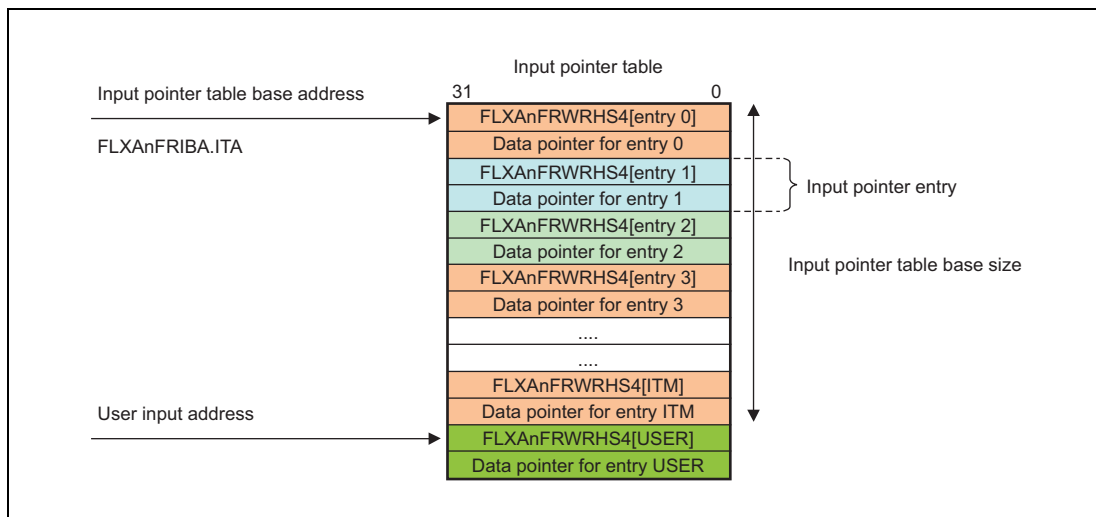 Input pointer table
31 0
Input pointer table base address
FLXAnFRIBA.ITA
FLXAnFRWRHS4[entry 0]
Data pointer for entry 0
FLXAnFRWRHS4[entry 1]
Data pointer for entry 1
Input pointer entry
FLXAnFRWRHS4[entry 2]
Data pointer for entry 2
Input pointer table base size
FLXAnFRWRHS4[entry 3]
Data pointer for entry 3
....
....
FLXAnFRWRHS4[ITM]
Data pointer for entry ITM
User input address
FLXAnFRWRHS4[USER]
Data pointer for entry USER